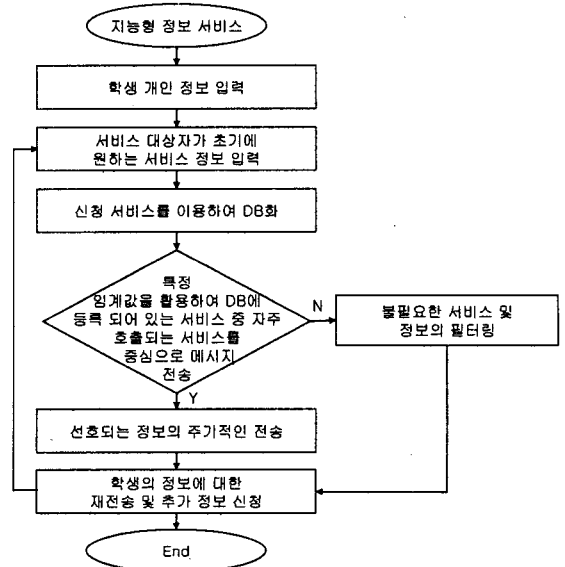 지능형 정보 서비스
학생 개인 정보 입력
서비스 대상자가 초기에
원하는 서비스 정보 입력
신청 서비스를 이용하여 DB화
특정
임계값을 활용하여 DB에
등록 되어 있는 서비스 중 자주
호출되는 서비스를
중심으로 메시지
전송
N
불필요한 서비스 및
정보의 필터링
Y
선호되는 정보의 주기적인 전송
학생의 정보에 대한
재전송 및 추가 정보 신청
End